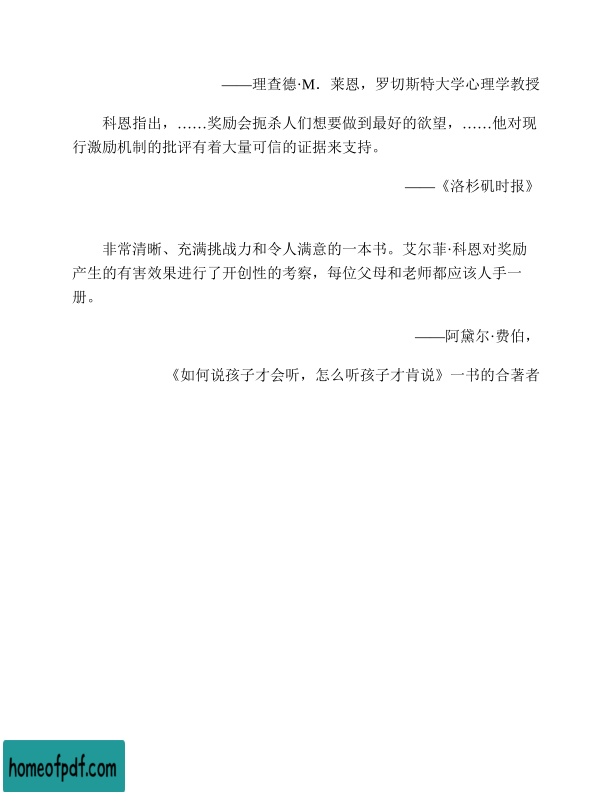 ——理查德·M．莱恩，罗切斯特大学心理学教授
科恩指出，……奖励会扼杀人们想要做到最好的欲望，……他对现
行激励机制的批评有着大量可信的证据来支持。
——《洛杉矶时报》
非常清晰、充满挑战力和令人满意的一本书。艾尔菲·科恩对奖励
产生的有害效果进行了开创性的考察，每位父母和老师都应该人手一
册。
——阿黛尔·费伯，
《如何说孩子才会听，怎么听孩子才肯说》一书的合著者
homeofpdf.com